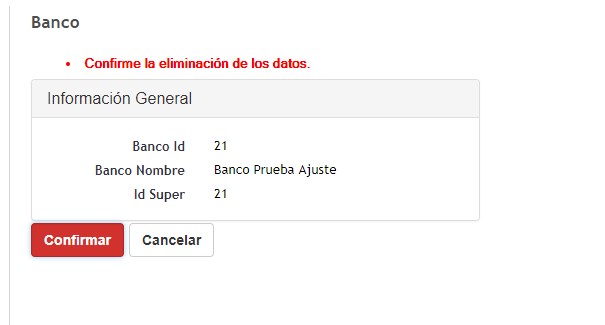 Banco
• Confirme la eliminación de los datos.
Información General
Banco Id 21
Banco Nombre Banco Prueba Ajuste
Id Super 21
Confirmar Cancelar